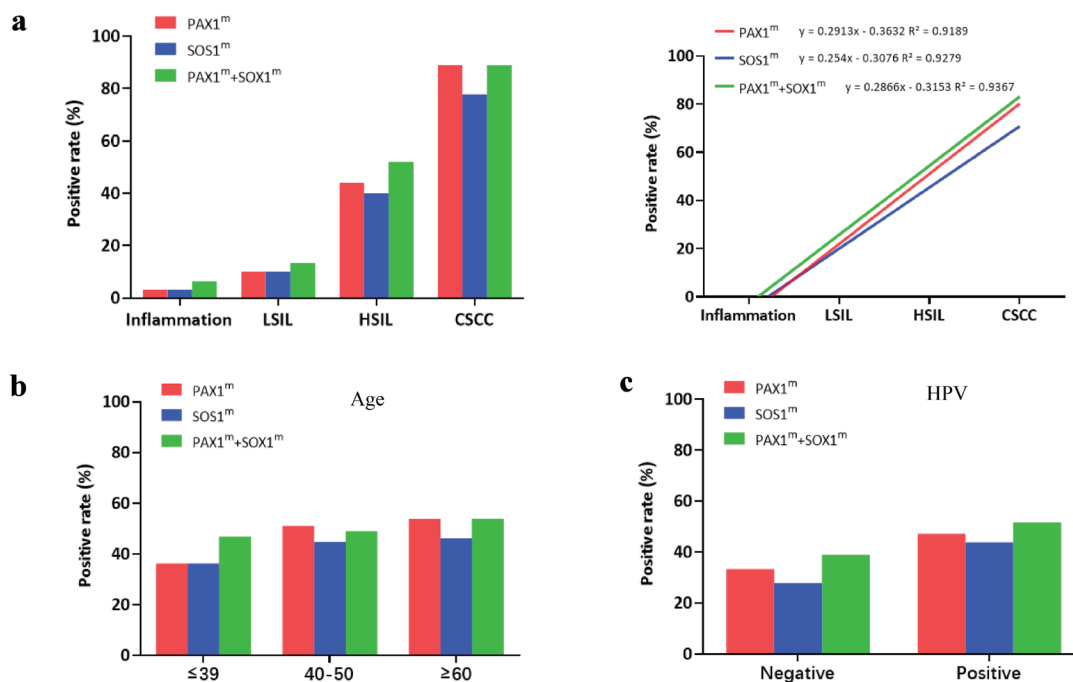 a
PAX1m
SOS1m
PAX1m+SOX1m
Positive rate (%)
100
80
60
40
20
0
Inflammation LSIL HSIL CSCC
PAX1m y = 0.2913x - 0.3632 R² = 0.9189
SOS1m y = 0.254x - 0.3076 R² = 0.9279
PAX1m+SOX1m y = 0.2866x - 0.3153 R² = 0.9367
Positive rate (%)
100
80
60
40
20
0
Inflammation LSIL HSIL CSCC
b
PAX1m
SOS1m
PAX1m+SOX1m
Age
Positive rate (%)
100
80
60
40
20
0
≤39 40-50 ≥60
c
PAX1m
SOS1m
PAX1m+SOX1m
HPV
Positive rate (%)
100
80
60
40
20
0
Negative Positive